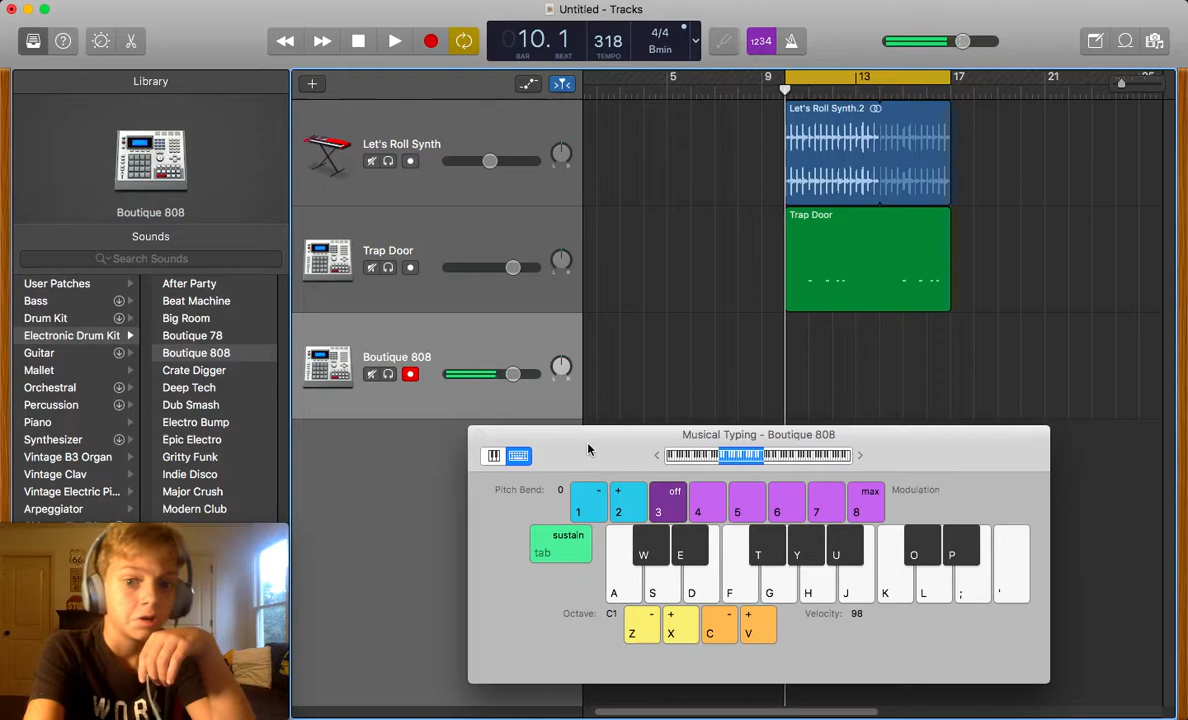 Untitled - Tracks
010. 1
BAR BEAT
318
TEMPO
4/4
Bmin
1234
Library
Boutique 808
Sounds
Search Sounds
User Patches
Bass
Drum Kit
Electronic Drum Kit
Guitar
Mallet
Orchestral
Percussion
Piano
Synthesizer
Vintage B3 Organ
Vintage Clav
Vintage Electric Pi...
Arpeggiator
After Party
Beat Machine
Big Room
Boutique 78
Boutique 808
Crate Digger
Deep Tech
Dub Smash
Electro Bump
Epic Electro
Gritty Funk
Indie Disco
Major Crush
Modern Club
5 9 13 17 21 25
Let's Roll Synth
L R
Trap Door
L R
Boutique 808
L R
Let's Roll Synth.2
Trap Door
Musical Typing - Boutique 808
Pitch Bend: 0
- + off max
1 2 3 4 5 6 7 8
Modulation
sustain
tab
W E T Y U O P
A S D F G H J K L ; '
Octave: C1
- + - +
Z X C V
Velocity: 98
WORK